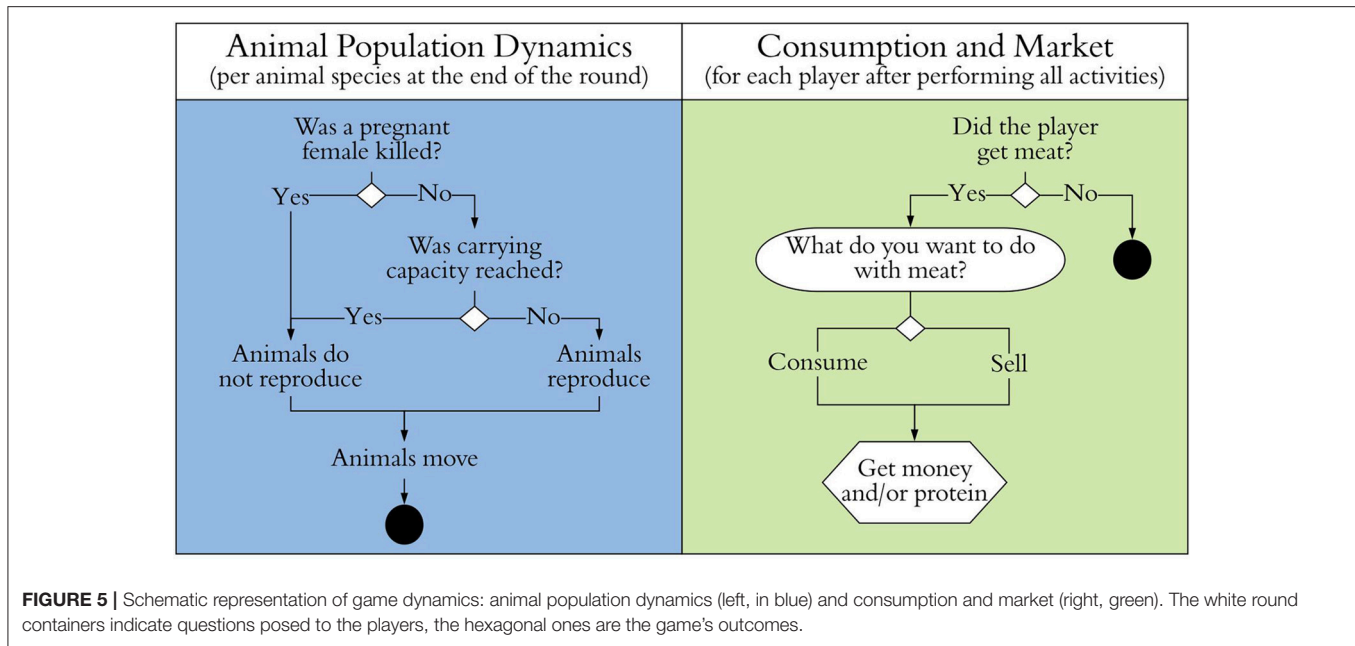 Animal Population Dynamics
(per animal species at the end of the round)
Was a pregnant
female killed?
Yes
No
Was carrying
capacity reached?
Yes
No
Animals do
not reproduce
Animals
reproduce
Animals move
Consumption and Market
(for each player after performing all activities)
Did the player
get meat?
Yes
No
What do you want to do
with meat?
Consume
Sell
Get money
and/or protein
FIGURE 5 | Schematic representation of game dynamics: animal population dynamics (left, in blue) and consumption and market (right, green). The white round
containers indicate questions posed to the players, the hexagonal ones are the game's outcomes.